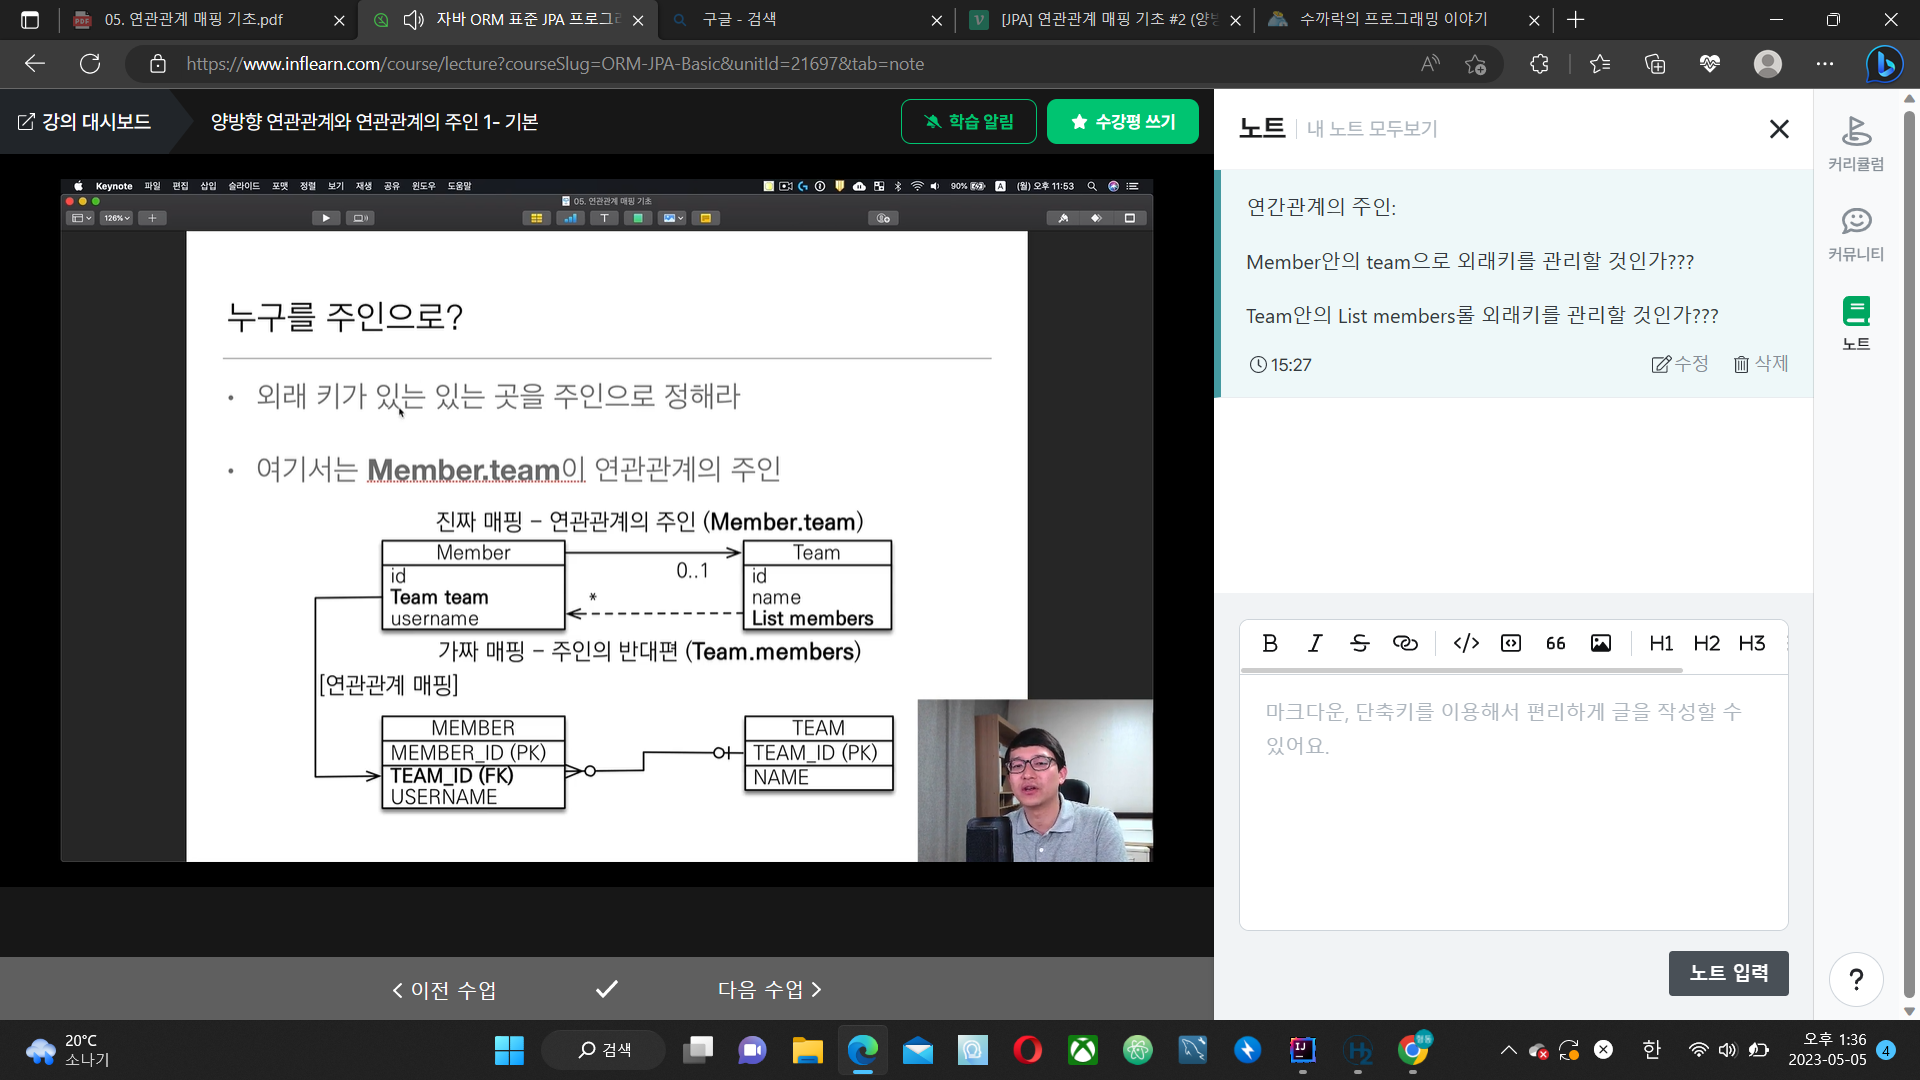 05. 연관관계 매핑 기초.pdf
자바 ORM 표준 JPA 프로그래
구글 - 검색
[JPA] 연관관계 매핑 기초 #2 (양방
수까락의 프로그래밍 이야기
https://www.inflearn.com/course/lecture?courseSlug=ORM-JPA-Basic&unitId=21697&tab=note
강의 대시보드
양방향 연관관계와 연관관계의 주인 1- 기본
학습 알림
수강평 쓰기
노트
내 노트 모두보기
Keynote 파일 편집 삽입 슬라이드 포맷 정렬 보기 재생 공유 윈도우 도움말
90%
A
(월) 오후 11:53
05. 연관관계 매핑 기초
126%
누구를 주인으로?
• 외래 키가 있는 있는 곳을 주인으로 정해라
• 여기서는 Member.team이 연관관계의 주인
진짜 매핑 – 연관관계의 주인 (Member.team)
Member
id
Team team
username
0..1
*
Team
id
name
List members
가짜 매핑 – 주인의 반대편 (Team.members)
[연관관계 매핑]
MEMBER
MEMBER_ID (PK)
TEAM_ID (FK)
USERNAME
TEAM
TEAM_ID (PK)
NAME
연간관계의 주인:
Member안의 team으로 외래키를 관리할 것인가???
Team안의 List members롤 외래키를 관리할 것인가???
15:27
수정
삭제
커리큘럼
커뮤니티
노트
B I S </> 66 H1 H2 H3
마크다운, 단축키를 이용해서 편리하게 글을 작성할 수
있어요.
노트 입력
?
< 이전 수업
다음 수업 >
20°C
소나기
검색
한
오후 1:36
2023-05-05
4